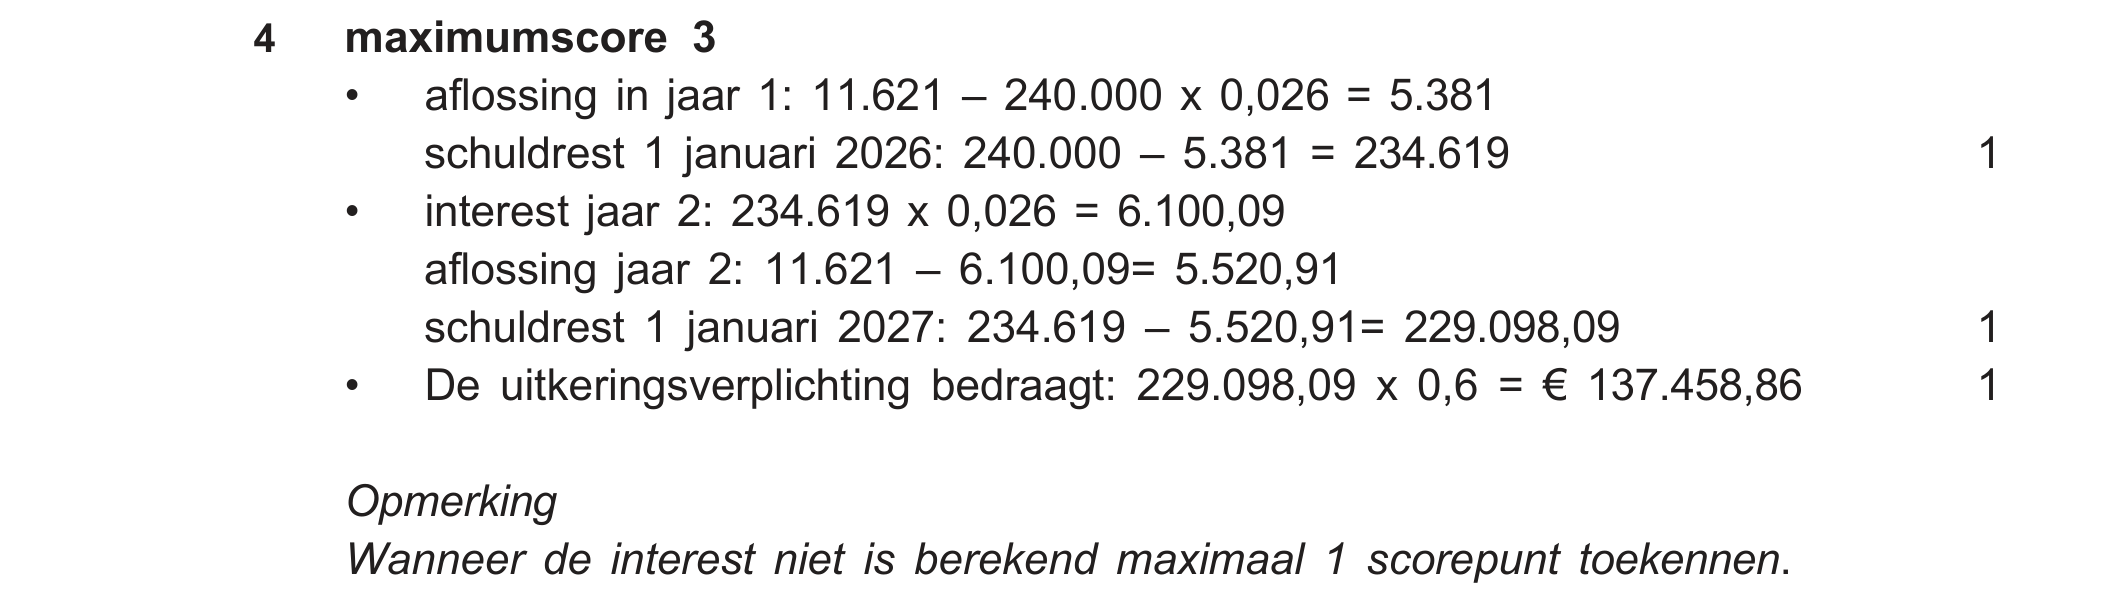 4 maximumscore 3
• aflossing in jaar 1: 11.621 – 240.000 x 0,026 = 5.381
schuldrest 1 januari 2026: 240.000 – 5.381 = 234.619 1
• interest jaar 2: 234.619 x 0,026 = 6.100,09
aflossing jaar 2: 11.621 – 6.100,09= 5.520,91
schuldrest 1 januari 2027: 234.619 – 5.520,91= 229.098,09 1
• De uitkeringsverplichting bedraagt: 229.098,09 x 0,6 = € 137.458,86 1
Opmerking
Wanneer de interest niet is berekend maximaal 1 scorepunt toekennen.